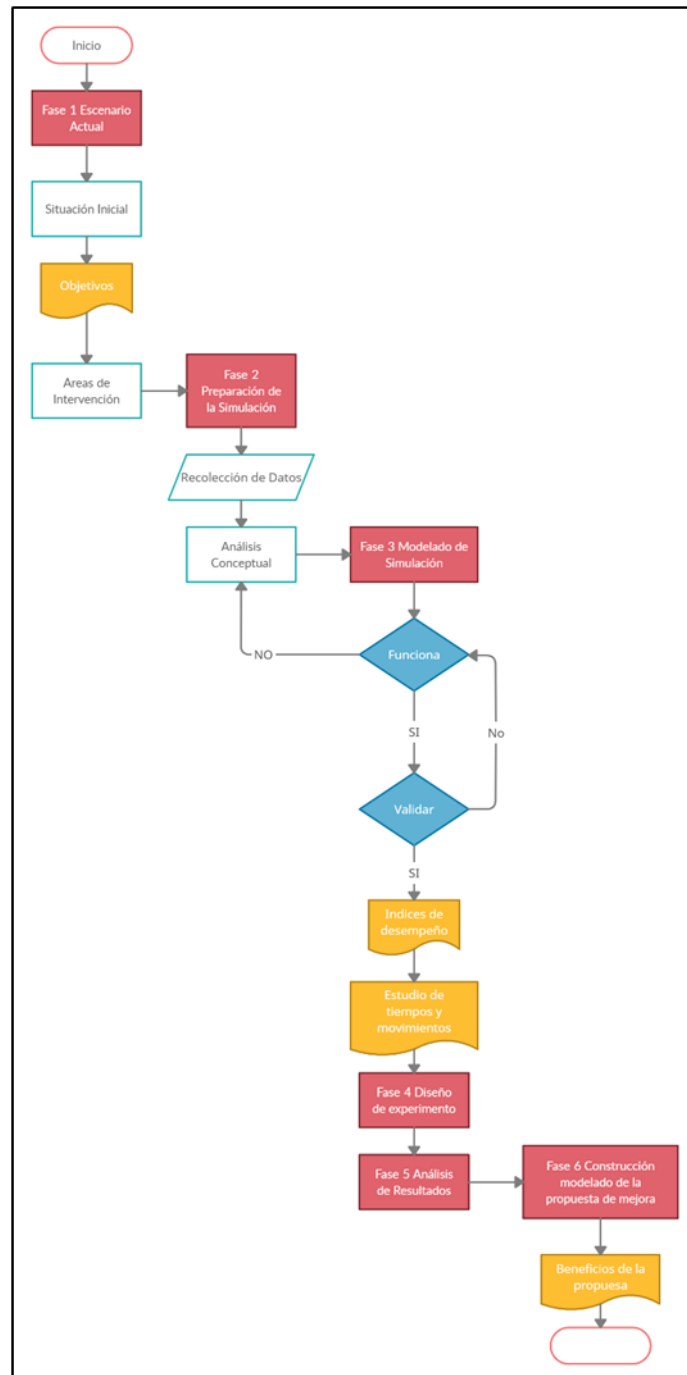 Inicio
Fase 1 Escenario
Actual
Situación Inicial
Objetivos
Areas de
Intervención
Fase 2
Preparación de
la Simulación
Recolección de Datos
Análisis
Conceptual
Fase 3 Modelado de
Simulación
Funciona
NO
SI
No
Validar
SI
Indices de
desempeño
Estudio de
tiempos y
movimientos
Fase 4 Diseño
de experimento
Fase 5 Análisis
de Resultados
Fase 6 Construcción
modelado de la
propuesta de mejora
Beneficios de la
propuesa